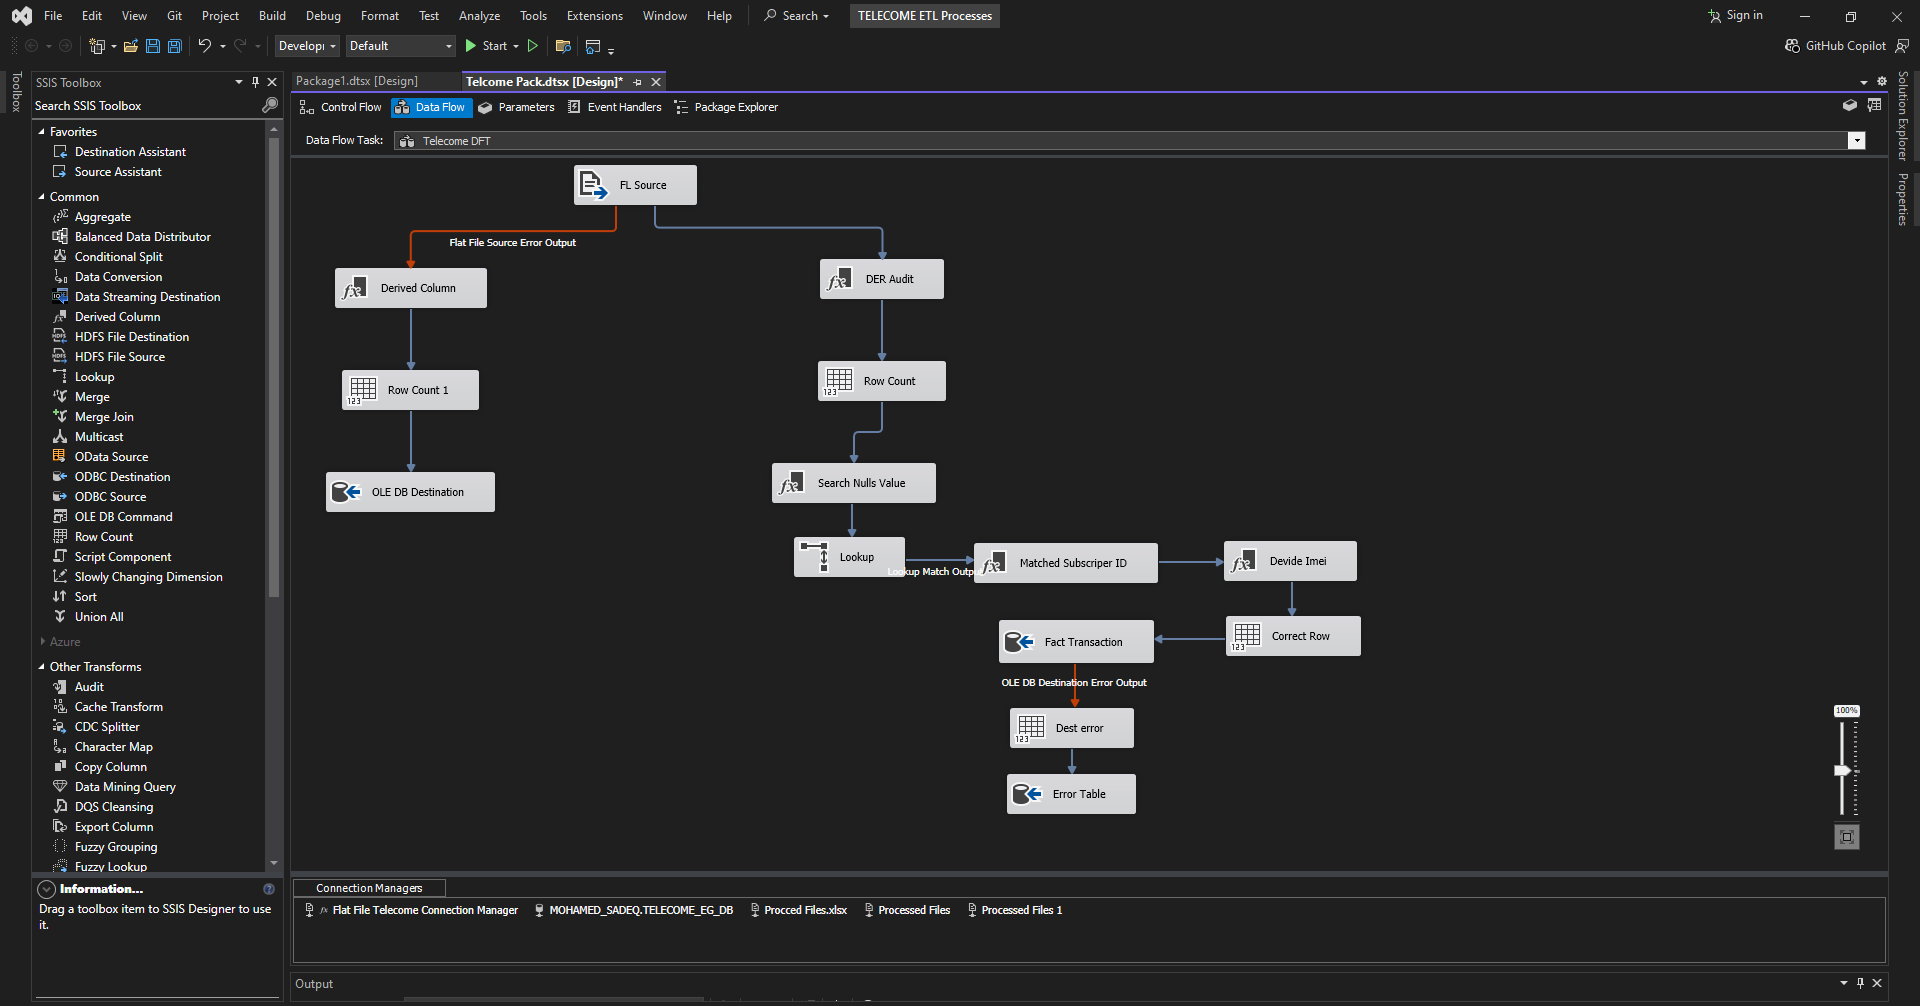 File Edit View Git Project Build Debug Format Test Analyze Tools Extensions Window Help Search TELECOME ETL Processes Sign in
Develop Default Start GitHub Copilot
Toolbox
SSIS Toolbox
Search SSIS Toolbox
Favorites
Destination Assistant
Source Assistant
Common
Aggregate
Balanced Data Distributor
Conditional Split
Data Conversion
Data Streaming Destination
Derived Column
HDFS File Destination
HDFS File Source
Lookup
Merge
Merge Join
Multicast
OData Source
ODBC Destination
ODBC Source
OLE DB Command
Row Count
Script Component
Slowly Changing Dimension
Sort
Union All
Azure
Other Transforms
Audit
Cache Transform
CDC Splitter
Character Map
Copy Column
Data Mining Query
DQS Cleansing
Export Column
Fuzzy Grouping
Fuzzy Lookup
Information...
Drag a toolbox item to SSIS Designer to use
it.
Package1.dtsx [Design] Telcome Pack.dtsx [Design]*
Control Flow Data Flow Parameters Event Handlers Package Explorer
Data Flow Task: Telecome DFT
FL Source
Flat File Source Error Output
Derived Column
DER Audit
Row Count 1
Row Count
OLE DB Destination
Search Nulls Value
Lookup
Lookup Match Outpu
Matched Subscriper ID
Devide Imei
Fact Transaction
Correct Row
OLE DB Destination Error Output
Dest error
Error Table
100%
Connection Managers
Flat File Telecome Connection Manager MOHAMED_SADEQ.TELECOME_EG_DB Procced Files.xlsx Processed Files Processed Files 1
Output
Solution Explorer
Properties